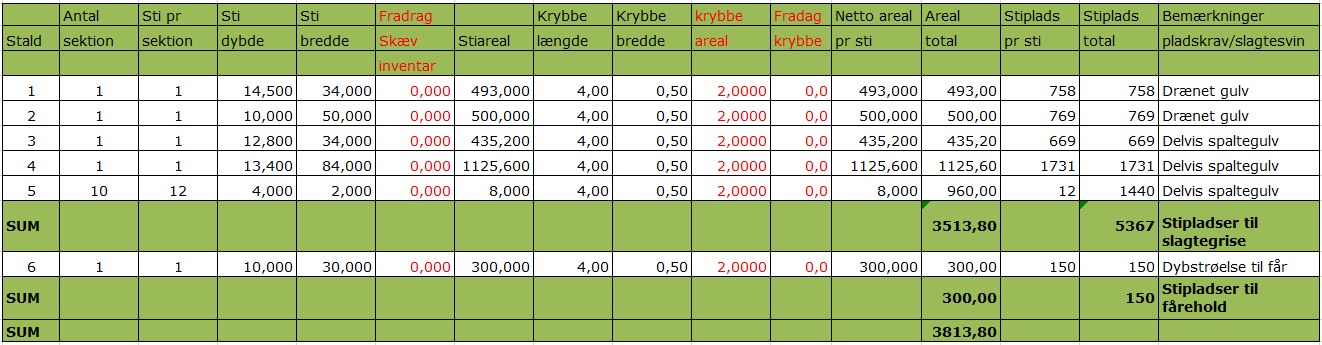 Antal Sti pr Sti Sti Fradrag Krybbe Krybbe krybbe Fradag Netto areal Areal Stiplads Stiplads Bemærkninger
Stald sektion sektion dybde bredde Skæv Stiareal længde bredde areal krybbe pr sti total pr sti total pladskrav/slagtesvin
inventar
1 1 1 14,500 34,000 0,000 493,000 4,00 0,50 2,0000 0,0 493,000 493,00 758 758 Drænet gulv
2 1 1 10,000 50,000 0,000 500,000 4,00 0,50 2,0000 0,0 500,000 500,00 769 769 Drænet gulv
3 1 1 12,800 34,000 0,000 435,200 4,00 0,50 2,0000 0,0 435,200 435,20 669 669 Delvis spaltegulv
4 1 1 13,400 84,000 0,000 1125,600 4,00 0,50 2,0000 0,0 1125,600 1125,60 1731 1731 Delvis spaltegulv
5 10 12 4,000 2,000 0,000 8,000 4,00 0,50 2,0000 0,0 8,000 960,00 12 1440 Delvis spaltegulv
SUM 3513,80 5367 Stipladser til
slagtegrise
6 1 1 10,000 30,000 0,000 300,000 4,00 0,50 2,0000 0,0 300,000 300,00 150 150 Dybstrøelse til får
SUM 300,00 150 Stipladser til
fårehold
SUM 3813,80